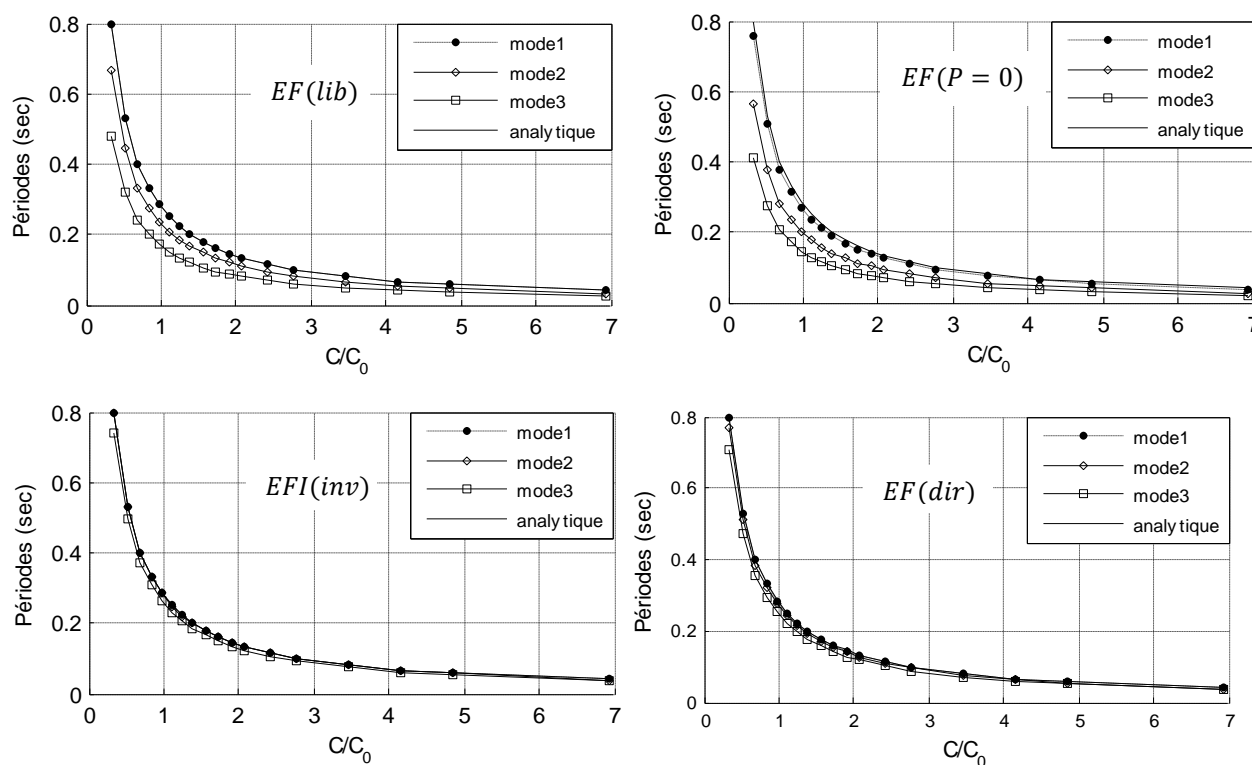 0.8
0.6
0.4
0.2
0
Périodes (sec)
0 1 2 3 4 5 6 7
C/C0
EF(lib)
mode1
mode2
mode3
analy tique
0.8
0.6
0.4
0.2
0
Périodes (sec)
0 1 2 3 4 5 6 7
C/C0
EF(P = 0)
mode1
mode2
mode3
analy tique
0.8
0.6
0.4
0.2
0
Périodes (sec)
0 1 2 3 4 5 6 7
C/C0
EFI(inv)
mode1
mode2
mode3
analy tique
0.8
0.6
0.4
0.2
0
Périodes (sec)
0 1 2 3 4 5 6 7
C/C0
EF(dir)
mode1
mode2
mode3
analy tique